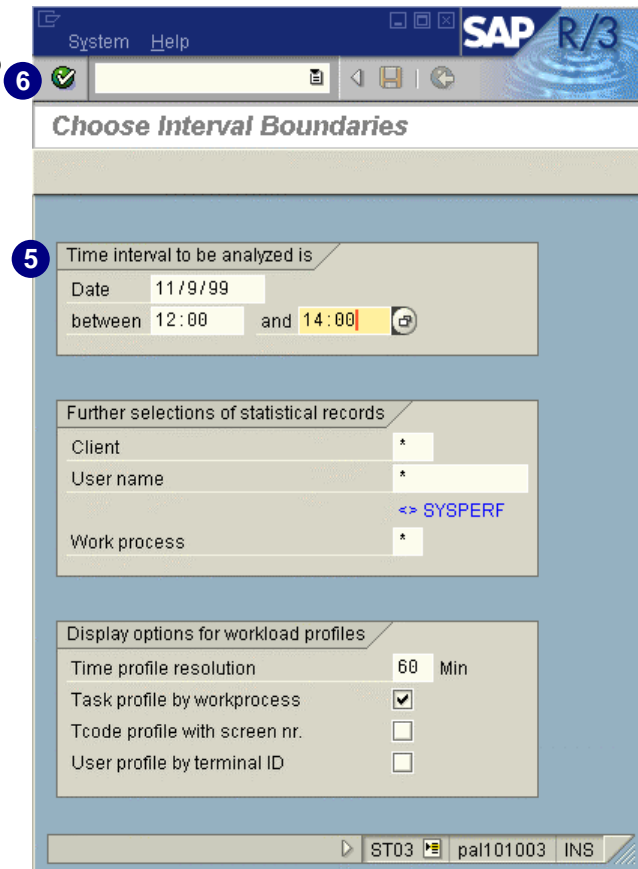 System Help
SAP R/3
6
Choose Interval Boundaries
5
Time interval to be analyzed is
Date 11/9/99
between 12:00 and 14:00
Further selections of statistical records
Client *
User name *
<> SYSPERF
Work process *
Display options for workload profiles
Time profile resolution 60 Min
Task profile by workprocess
Tcode profile with screen nr.
User profile by terminal ID
ST03 pal101003 INS